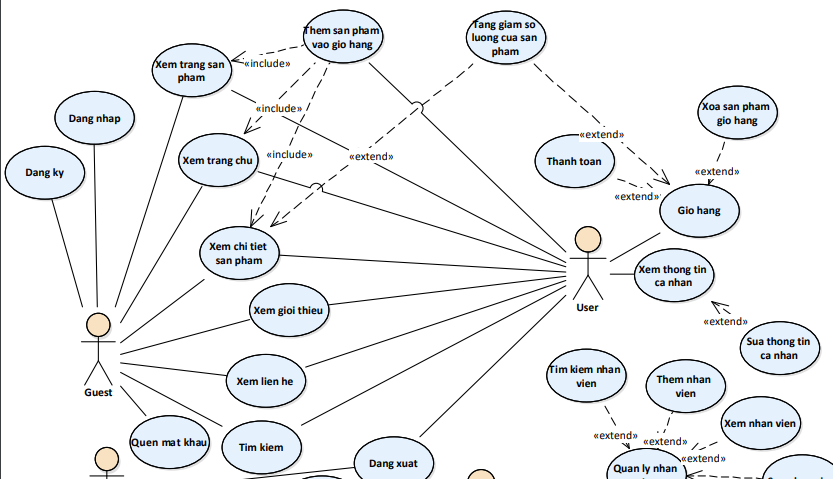 Them san pham
vao gio hang
Tang giam so
luong cua san
pham
Xem trang san
pham
«include»
Xoa san pham
gio hang
Dang nhap
«include»
«extend»
Xem trang chu
«include»
«extend»
Thanh toan
Dang ky
«extend»
«extend»
Gio hang
Xem chi tiet
san pham
Xem thong tin
ca nhan
User
Xem gioi thieu
«extend»
Guest
Sua thong tin
ca nhan
Xem lien he
Tim kiem nhan
vien
Them nhan
vien
Xem nhan vien
Quen mat khau
Tim kiem
«extend»
«extend»
«extend»
Dang xuat
Quan ly nhan